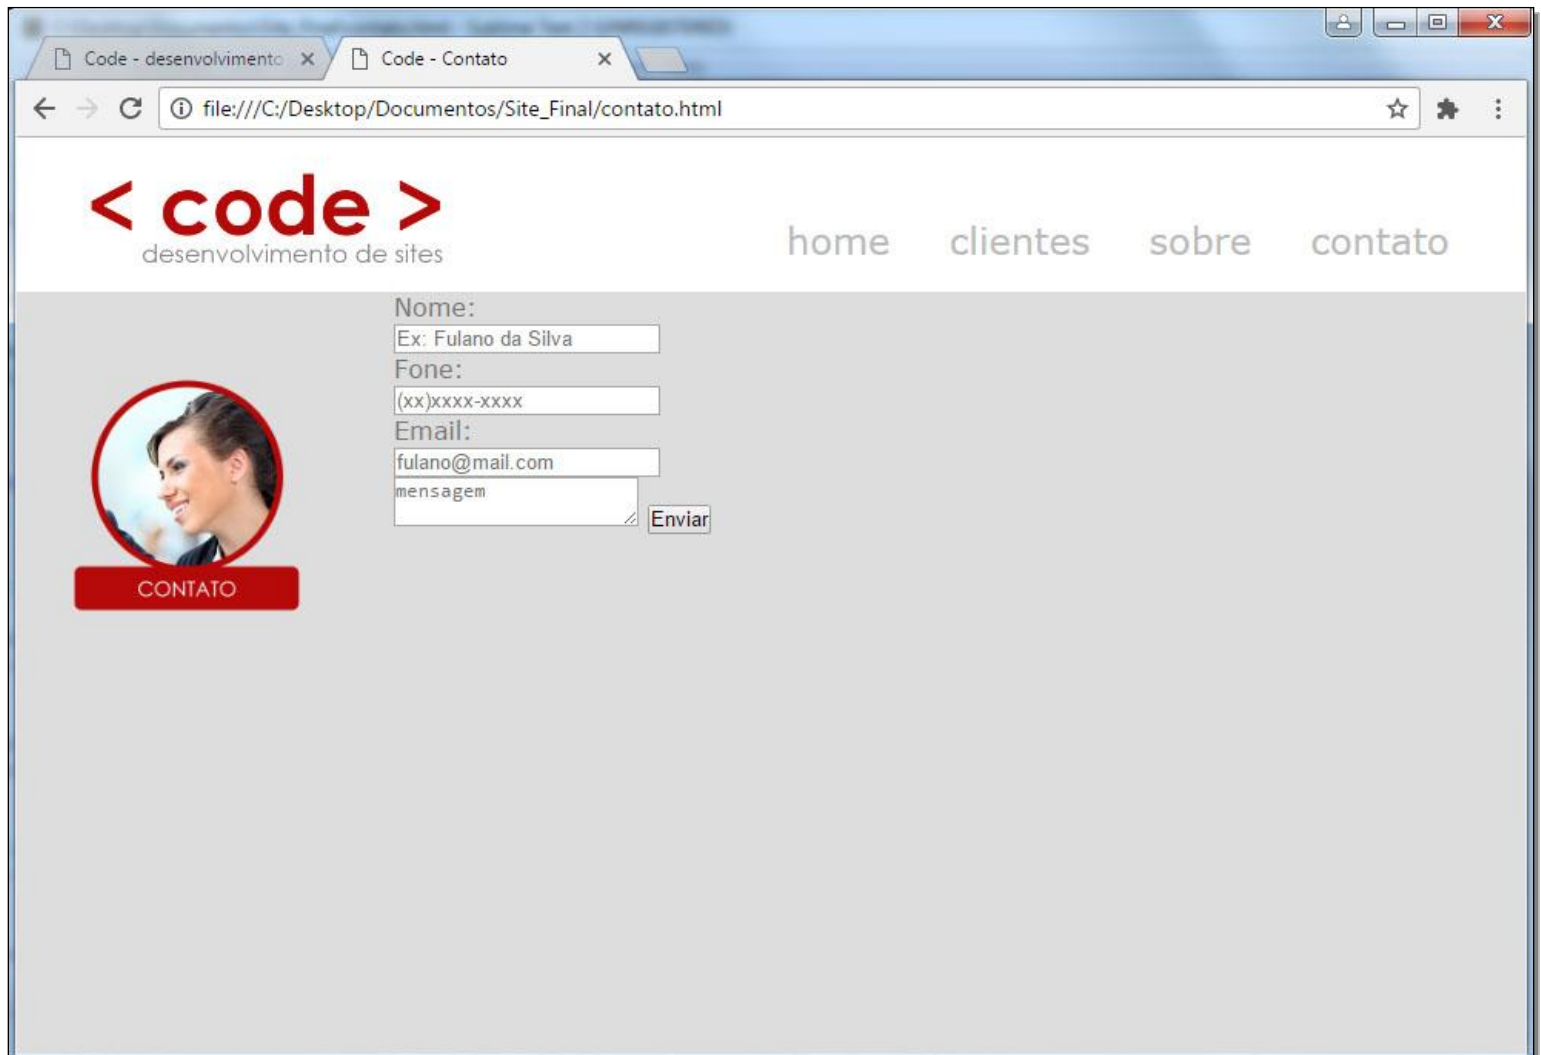 Code - desenvolvimento
Code - Contato
file:///C:/Desktop/Documentos/Site_Final/contato.html
< code >
desenvolvimento de sites
home clientes sobre contato
Nome:
Ex: Fulano da Silva
Fone:
(xx)xxxx-xxxx
Email:
fulano@mail.com
mensagem
Enviar
CONTATO